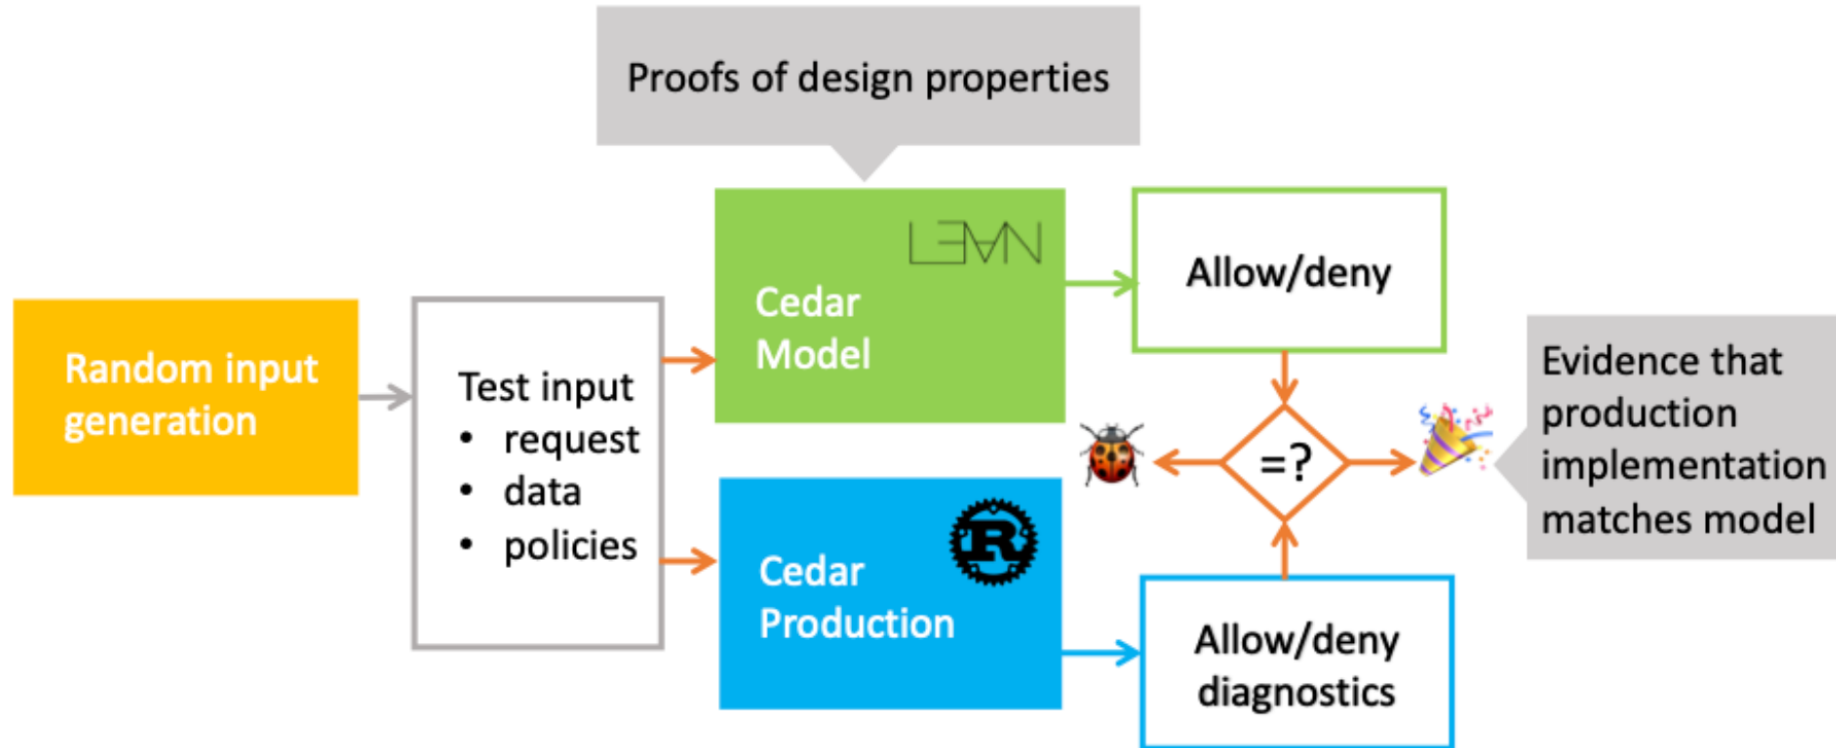 Proofs of design properties
LEAN
Cedar
Model
Allow/deny
Random input
generation
Test input
• request
• data
• policies
=?
Evidence that
production
implementation
matches model
R
Cedar
Production
Allow/deny
diagnostics